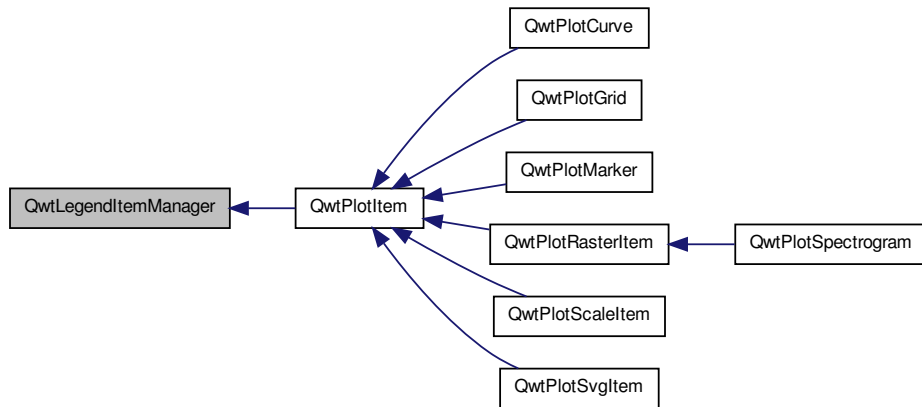 QwtPlotCurve
QwtPlotGrid
QwtPlotMarker
QwtLegendItemManager
QwtPlotItem
QwtPlotRasterItem
QwtPlotSpectrogram
QwtPlotScaleItem
QwtPlotSvgItem